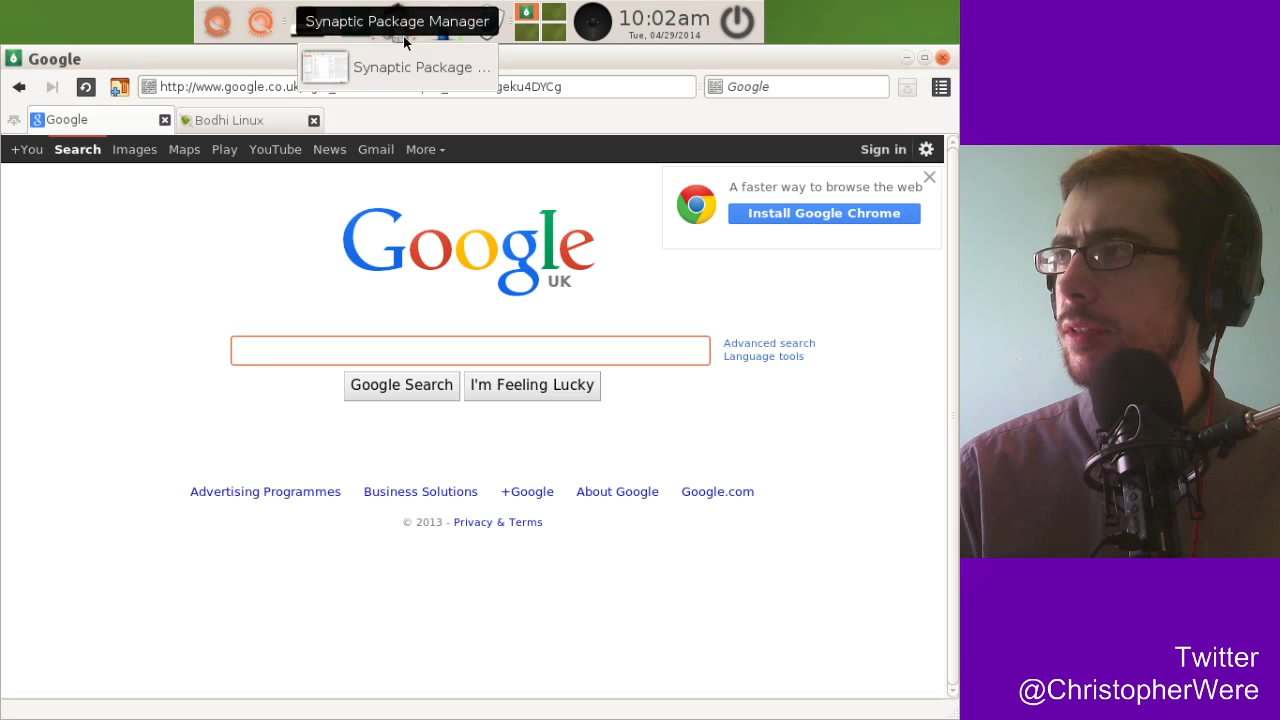 Synaptic Package Manager
10:02am
Tue, 04/29/2014
Google
Synaptic Package ...
http://www.google.co.uk
geku4DYCg
Google
Google
Bodhi Linux
+You Search Images Maps Play YouTube News Gmail More
Sign in
A faster way to browse the web
Install Google Chrome
Google
UK
Advanced search
Language tools
Google Search
I'm Feeling Lucky
Advertising Programmes Business Solutions +Google About Google Google.com
© 2013 - Privacy & Terms
Twitter
@ChristopherWere